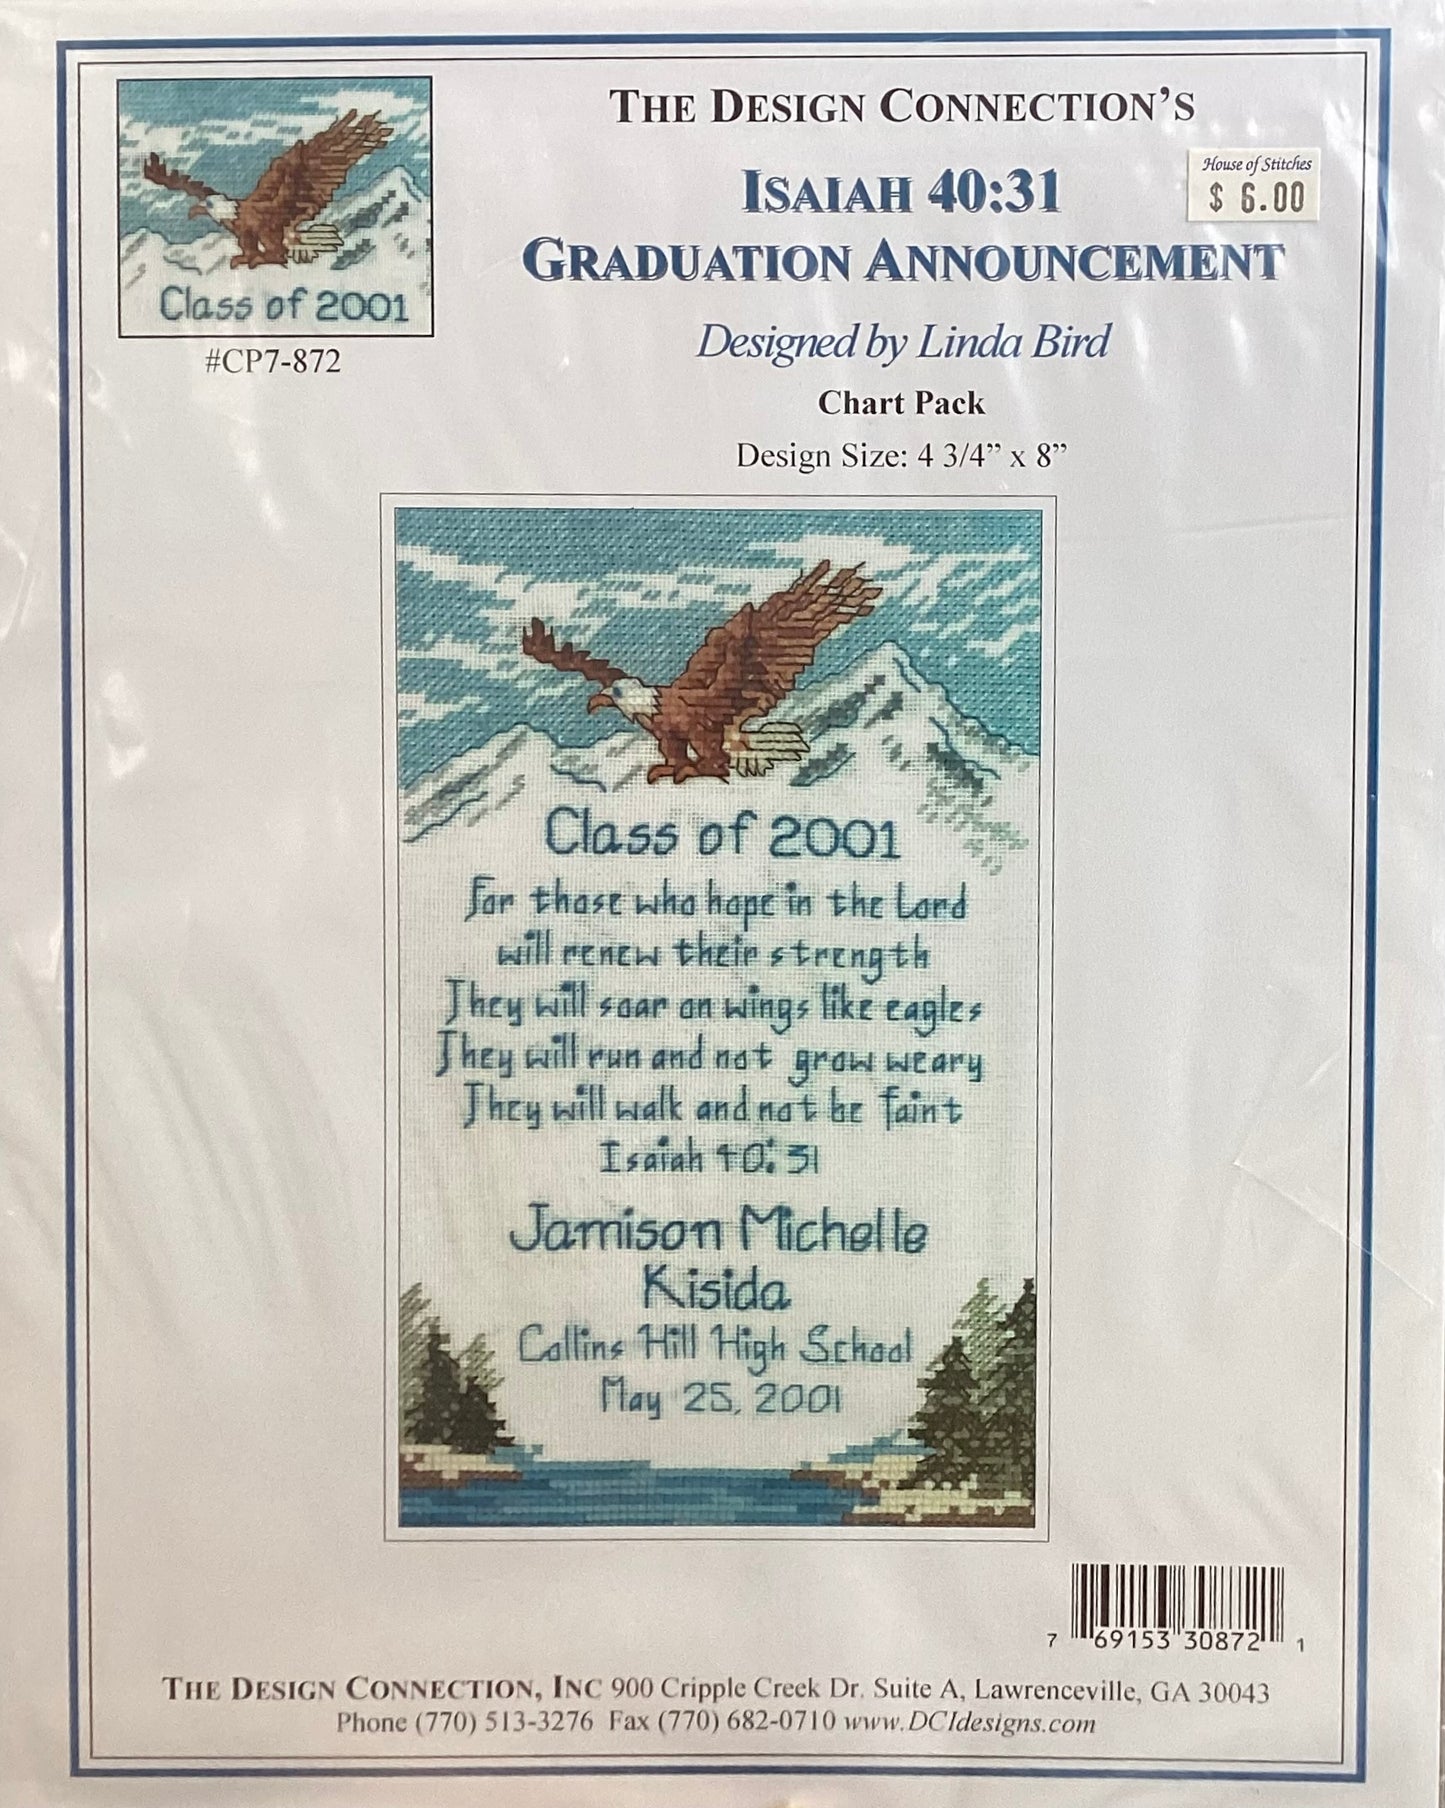 THE DESIGN CONNECTION'S
ISAIAH 40:31
GRADUATION ANNOUNCEMENT
House of Stitches
$ 6.00
Designed by Linda Bird
Chart Pack
Design Size: 4 3/4” x 8”
Class of 2001
#CP7-872
Class of 2001
For those who hope in the Lord
will renew their strength
They will soar on wings like eagles
They will run and not grow weary
They will walk and not be faint
Isaiah 40:31
Jamison Michelle
Kisida
Collins Hill High School
May 25, 2001
7 69153 30872 1
THE DESIGN CONNECTION, INC 900 Cripple Creek Dr. Suite A, Lawrenceville, GA 30043
Phone (770) 513-3276 Fax (770) 682-0710 www.DCIdesigns.com